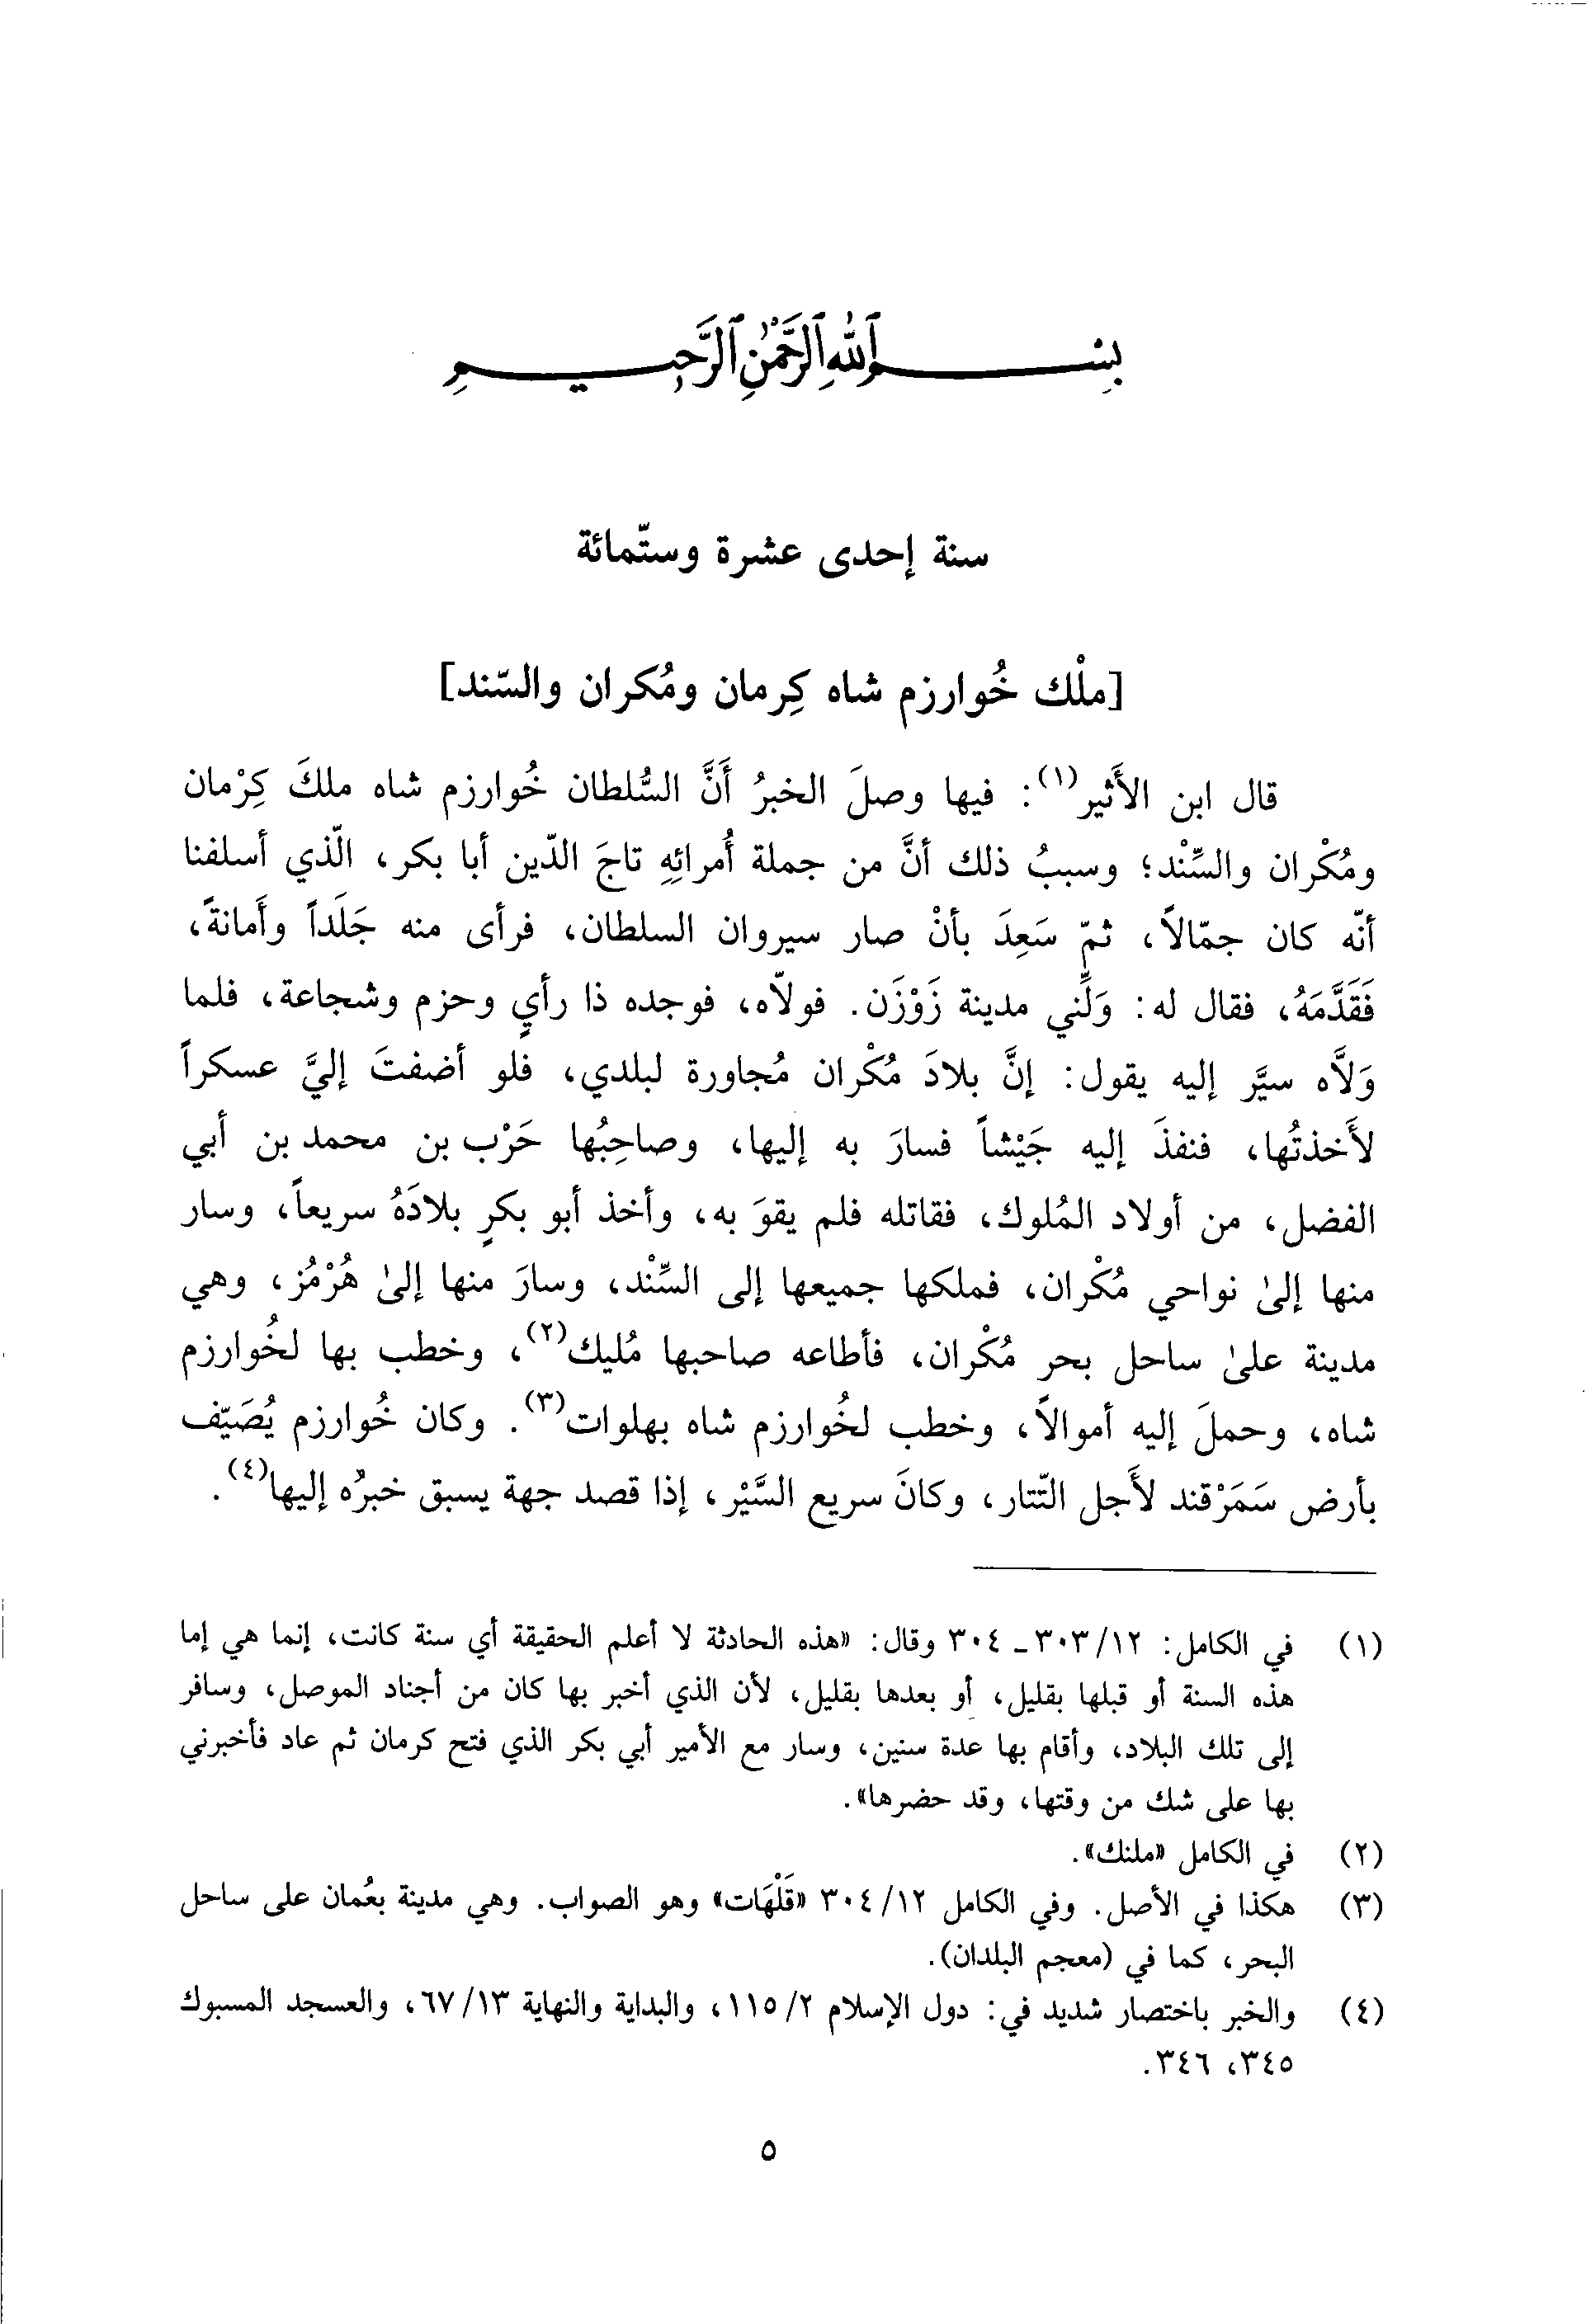 بِسْمِ ٱللَّهِ ٱلرَّحْمَٰنِ ٱلرَّحِيمِ
سنة إحدى عشرة وستّمائة
[ملْك خُوارزم شاه كِرمان ومُكران والسّند]
قال ابن الأَثير(١): فيها وصلَ الخبرُ أَنَّ السُّلطان خُوارزم شاه ملكَ كِرْمان
ومُكْران والسِّنْد؛ وسببُ ذلك أنَّ من جملة أُمرائِهِ تاجَ الدّين أبا بكر، الّذي أسلفنا
أنّه كان جمّالاً، ثمّ سَعِدَ بأنْ صار سيروان السلطان، فرأى منه جَلَداً وأَمانةً،
فَقَدَّمَهُ، فقال له: وَلِّني مدينة زَوْزَن. فولاّه، فوجده ذا رأيٍ وحزم وشجاعة، فلما
وَلاَّه سيَّر إليه يقول: إنَّ بلادَ مُكْران مُجاورة لبلدي، فلو أضفتَ إليَّ عسكراً
لأَخذتُها، فنفذَ إليه جَيْشاً فسارَ به إليها، وصاحِبُها حَرْب بن محمد بن أبي
الفضل، من أولاد المُلوك، فقاتله فلم يقوَ به، وأخذ أبو بكرٍ بلادَهُ سريعاً، وسار
منها إلىٰ نواحي مُكْران، فملكها جميعها إلى السِّنْد، وسارَ منها إلىٰ هُرْمُز، وهي
مدينة علىٰ ساحل بحر مُكْران، فأطاعه صاحبها مُليك(٢)، وخطب بها لخُوارزم
شاه، وحملَ إليه أموالاً، وخطب لخُوارزم شاه بهلوات(٣). وكان خُوارزم يُصَيّف
بأرض سَمَرْقند لأَجل التّتار، وكانَ سريع السَّيْر، إذا قصد جهة يسبق خبرُه إليها(٤).
(١) في الكامل: ١٢/٣٠٣ ـ ٣٠٤ وقال: «هذه الحادثة لا أعلم الحقيقة أي سنة كانت، إنما هي إما
هذه السنة أو قبلها بقليل، أو بعدها بقليل، لأن الذي أخبر بها كان من أجناد الموصل، وسافر
إلى تلك البلاد، وأقام بها عدة سنين، وسار مع الأمير أبي بكر الذي فتح كرمان ثم عاد فأخبرني
بها على شك من وقتها، وقد حضرها».
(٢) في الكامل «ملنك».
(٣) هكذا في الأصل. وفي الكامل ١٢/٣٠٤ «قَلْهَات» وهو الصواب. وهي مدينة بعُمان على ساحل
البحر، كما في (معجم البلدان).
(٤) والخبر باختصار شديد في: دول الإسلام ٢/١١٥، والبداية والنهاية ١٣/٦٧، والعسجد المسبوك
٣٤٥، ٣٤٦.
٥